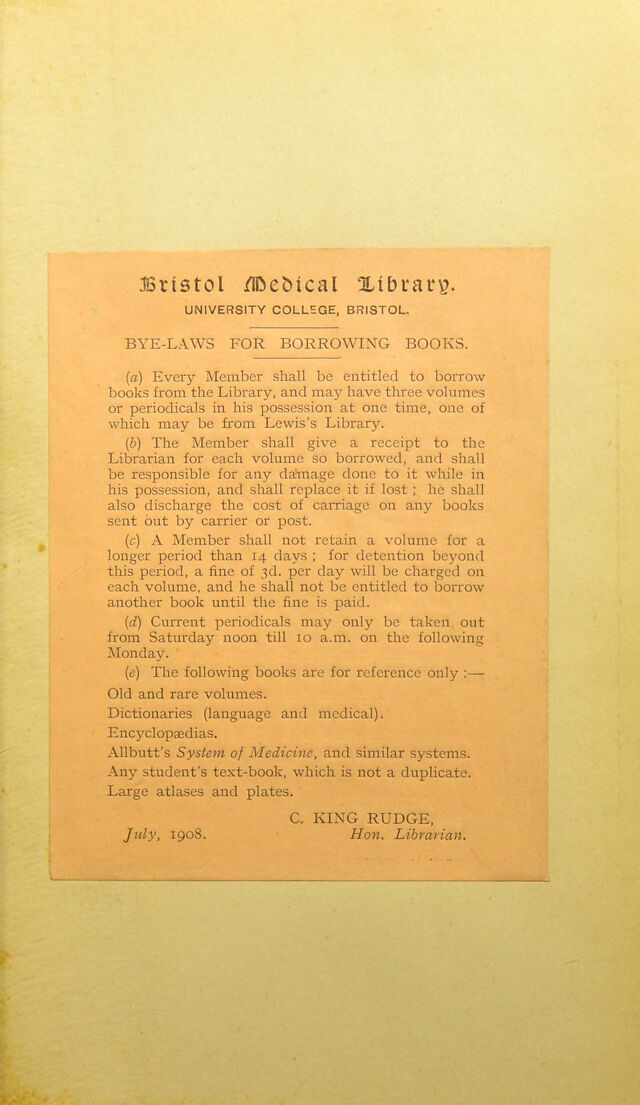 Bristol Medical Library.
UNIVERSITY COLLEGE, BRISTOL.
BYE-LAWS FOR BORROWING BOOKS.
(a) Every Member shall be entitled to borrow
books from the Library, and may have three volumes
or periodicals in his possession at one time, one of
which may be from Lewis's Library.
(b) The Member shall give a receipt to the
Librarian for each volume so borrowed, and shall
be responsible for any damage done to it while in
his possession, and shall replace it if lost ; he shall
also discharge the cost of carriage on any books
sent out by carrier or post.
(c) A Member shall not retain a volume for a
longer period than 14 days ; for detention beyond
this period, a fine of 3d. per day will be charged on
each volume, and he shall not be entitled to borrow
another book until the fine is paid.
(d) Current periodicals may only be taken out
from Saturday noon till 10 a.m. on the following
Monday.
(e) The following books are for reference only :—
Old and rare volumes.
Dictionaries (language and medical).
Encyclopædias.
Allbutt's System of Medicine, and similar systems.
Any student's text-book, which is not a duplicate.
Large atlases and plates.
C. KING RUDGE,
July, 1908. Hon. Librarian.